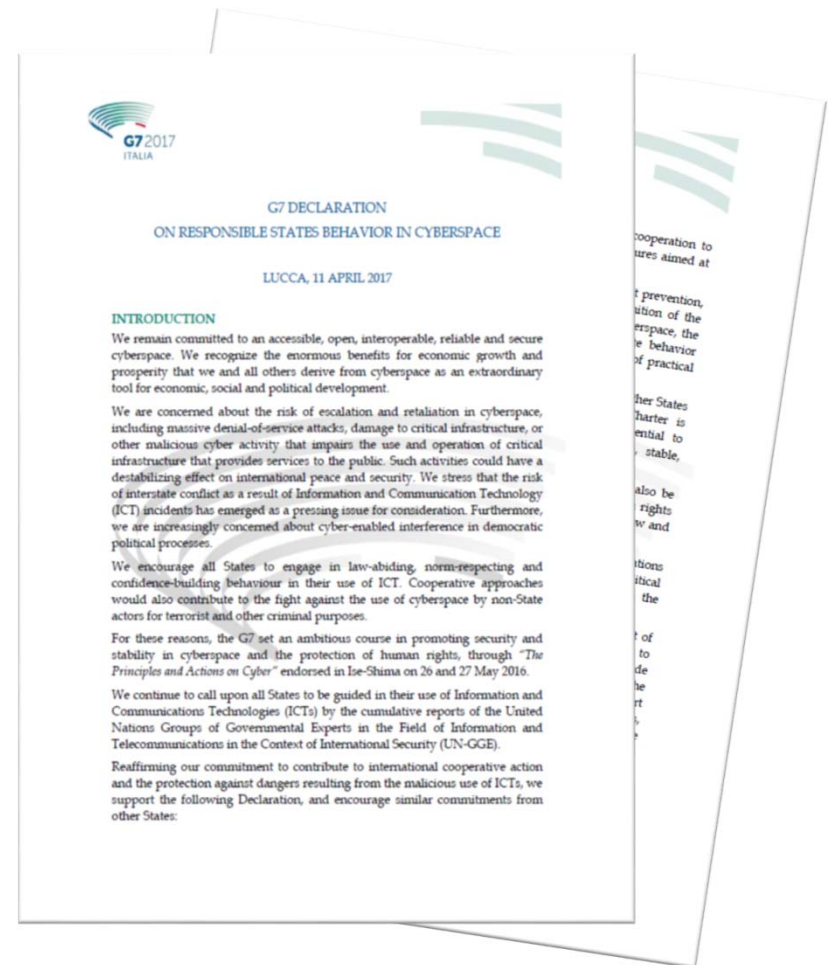 G7 2017
ITALIA
G7 DECLARATION
ON RESPONSIBLE STATES BEHAVIOR IN CYBERSPACE
LUCCA, 11 APRIL 2017
INTRODUCTION
We remain committed to an accessible, open, interoperable, reliable and secure
cyberspace. We recognize the enormous benefits for economic growth and
prosperity that we and all others derive from cyberspace as an extraordinary
tool for economic, social and political development.
We are concerned about the risk of escalation and retaliation in cyberspace,
including massive denial-of-service attacks, damage to critical infrastructure, or
other malicious cyber activity that impairs the use and operation of critical
infrastructure that provides services to the public. Such activities could have a
destabilizing effect on international peace and security. We stress that the risk
of interstate conflict as a result of Information and Communication Technology
(ICT) incidents has emerged as a pressing issue for consideration. Furthermore,
we are increasingly concerned about cyber-enabled interference in democratic
political processes.
We encourage all States to engage in law-abiding, norm-respecting and
confidence-building behaviour in their use of ICT. Cooperative approaches
would also contribute to the fight against the use of cyberspace by non-State
actors for terrorist and other criminal purposes.
For these reasons, the G7 set an ambitious course in promoting security and
stability in cyberspace and the protection of human rights, through "The
Principles and Actions on Cyber" endorsed in Ise-Shima on 26 and 27 May 2016.
We continue to call upon all States to be guided in their use of Information and
Communications Technologies (ICTs) by the cumulative reports of the United
Nations Groups of Governmental Experts in the Field of Information and
Telecommunications in the Context of International Security (UN-GGE).
Reaffirming our commitment to contribute to international cooperative action
and the protection against dangers resulting from the malicious use of ICTs, we
support the following Declaration, and encourage similar commitments from
other States:
cooperation to
ures aimed at
t prevention,
ition of the
erspace, the
te behavior
of practical
her States
harter is
ential to
stable,
also be
rights
w and
tions
itical
the
t of
to
de
he
rt